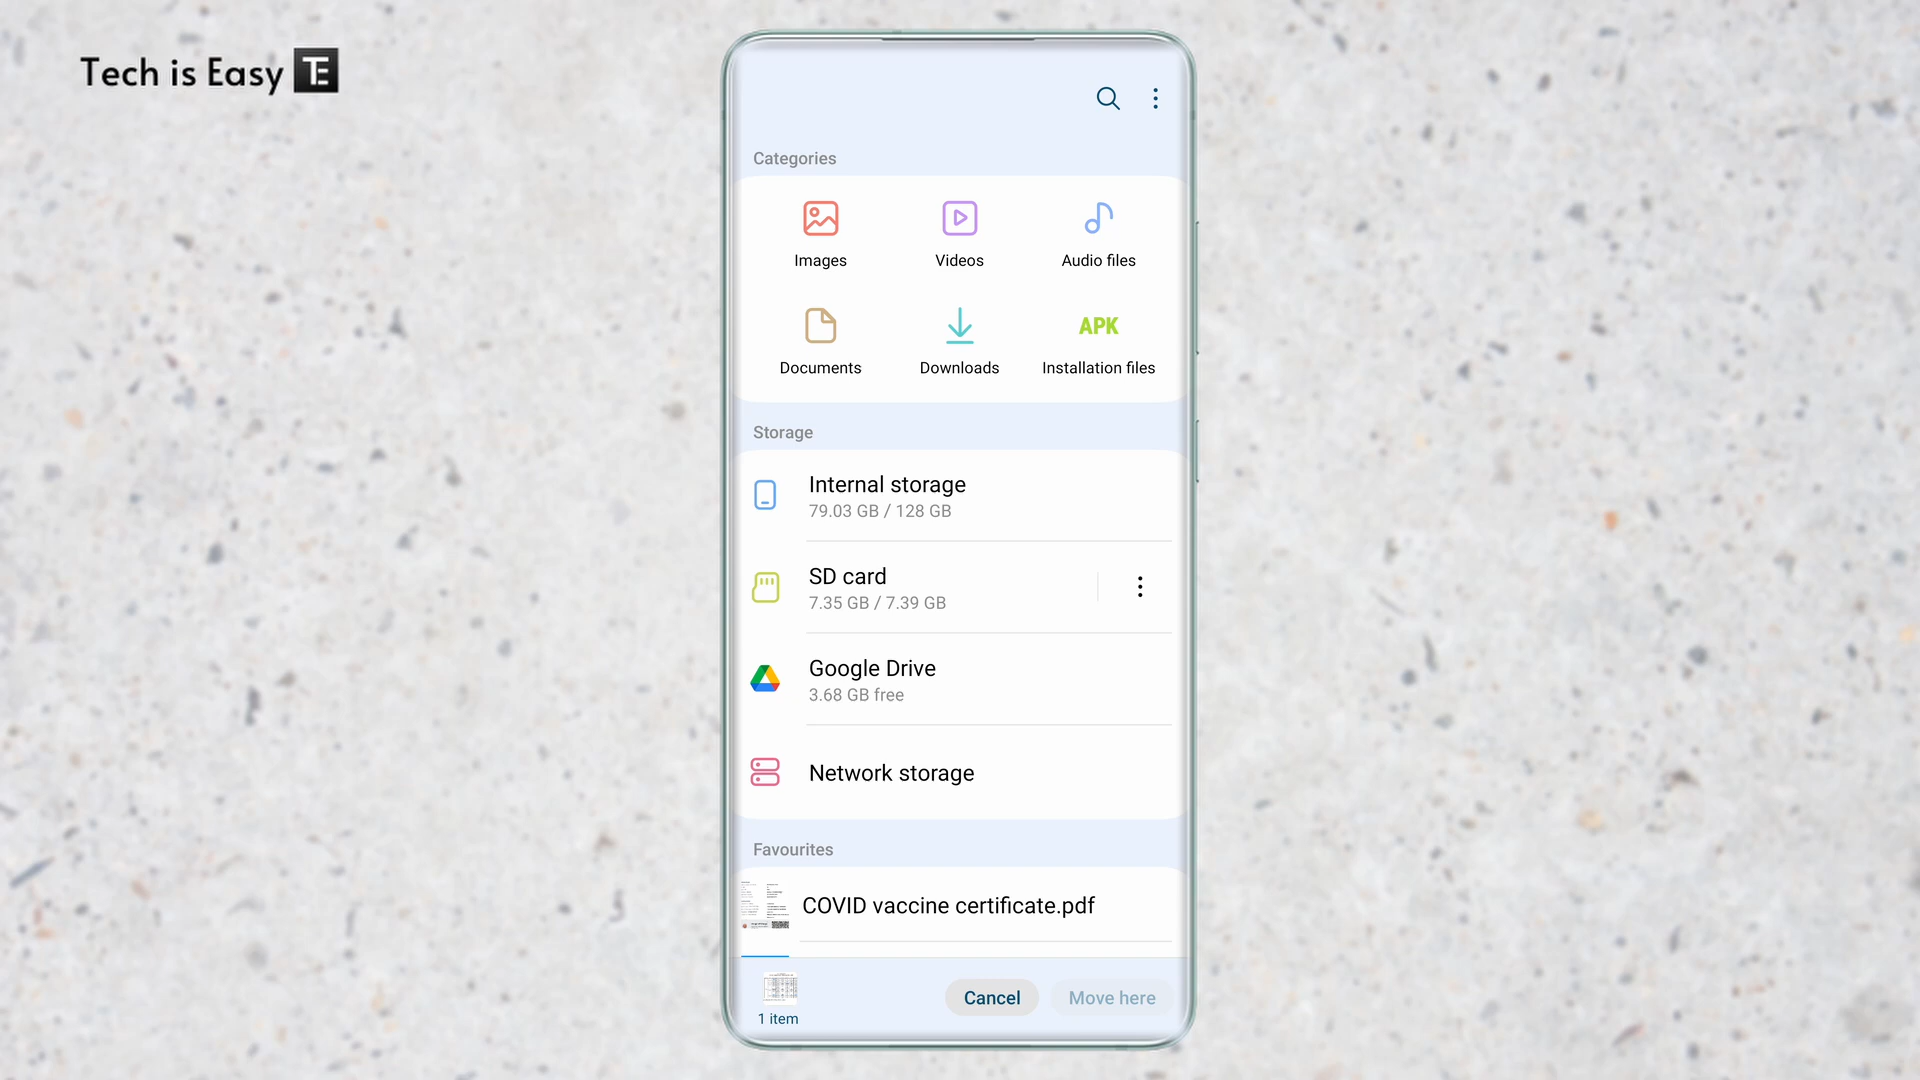 Tech is Easy TE
Categories
Images
Videos
Audio files
Documents
Downloads
APK
Installation files
Storage
Internal storage
79.03 GB / 128 GB
SD card
7.35 GB / 7.39 GB
Google Drive
3.68 GB free
Network storage
Favourites
COVID vaccine certificate.pdf
1 item
Cancel
Move here